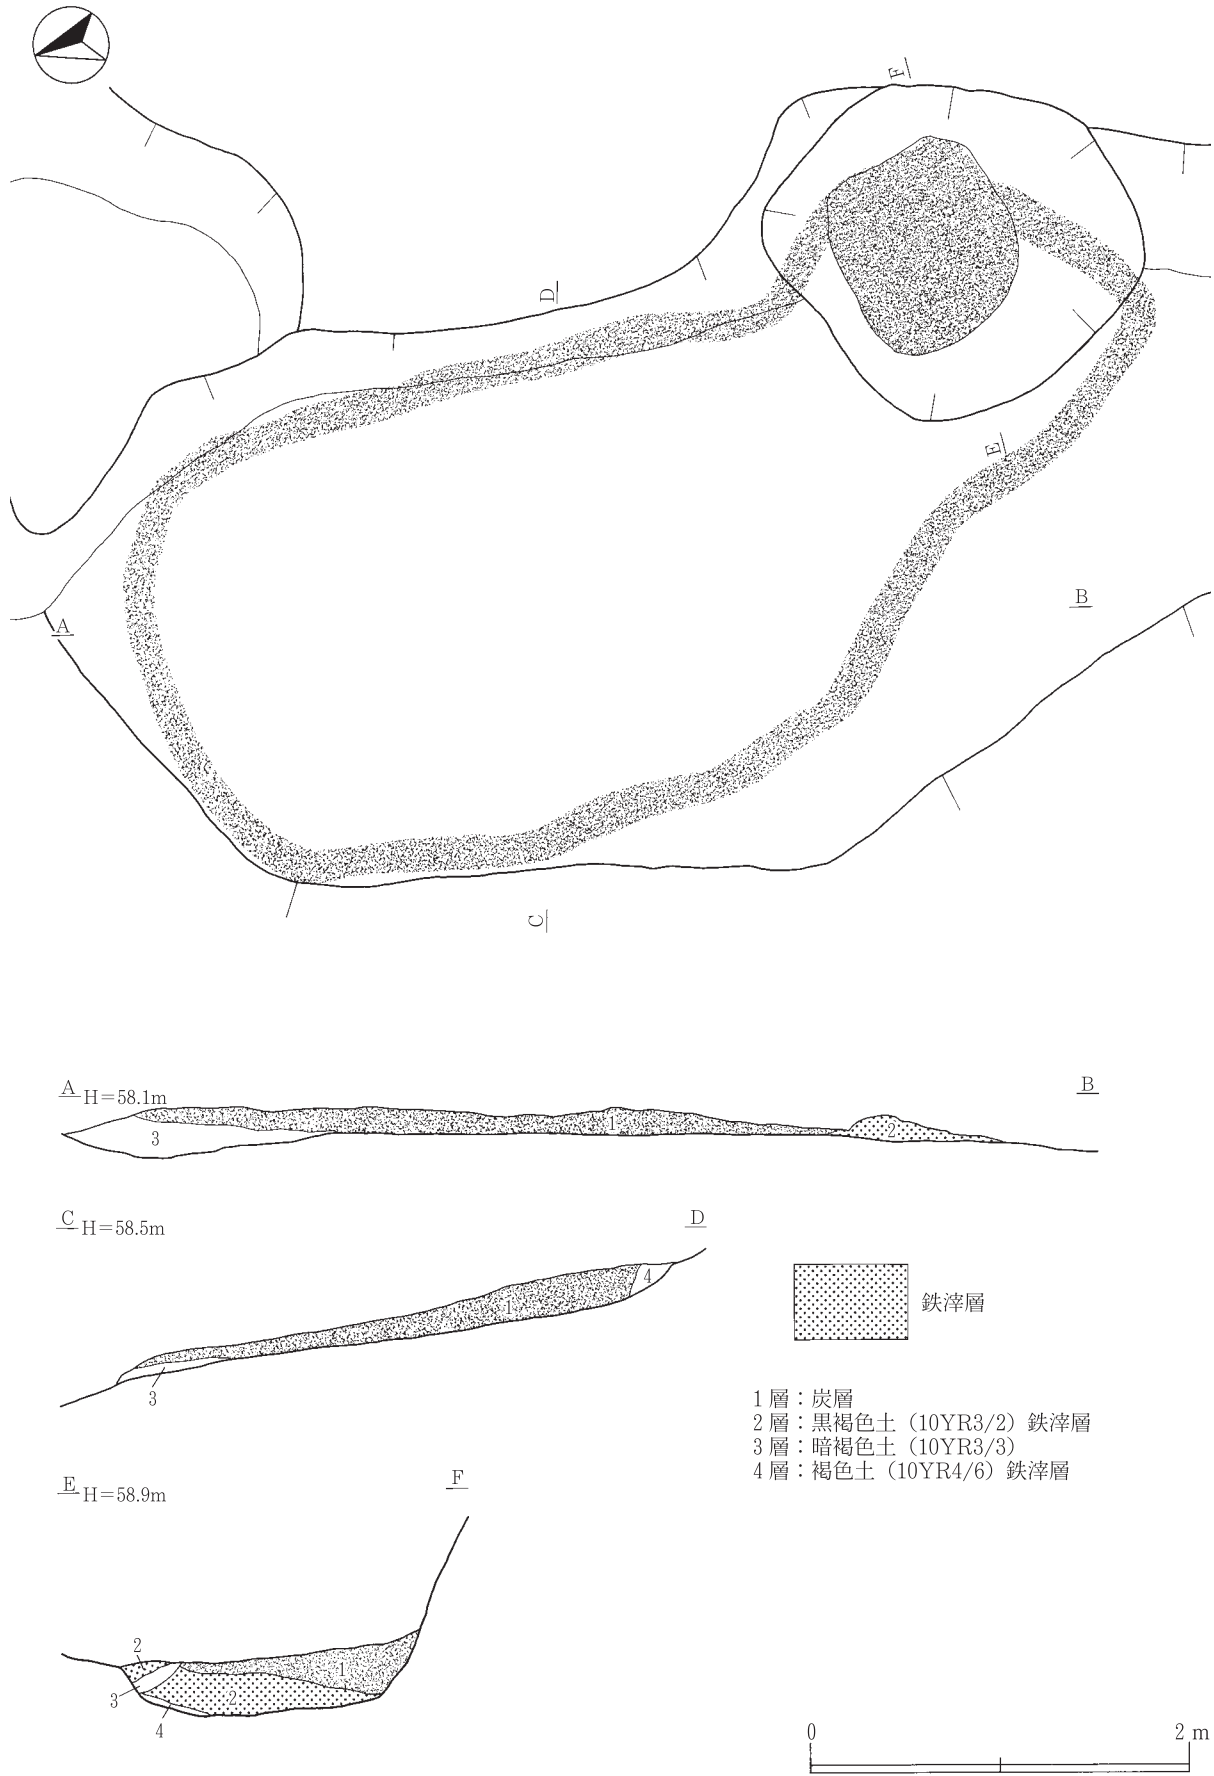 F
D
E
B
A
C
A H=58.1m B
1
2
3
C H=58.5m D
4
1
3
鉄滓層
1層：炭層
2層：黒褐色土（10YR3/2）鉄滓層
3層：暗褐色土（10YR3/3）
4層：褐色土（10YR4/6）鉄滓層
E H=58.9m F
2
1
2
3
4
0 2 m